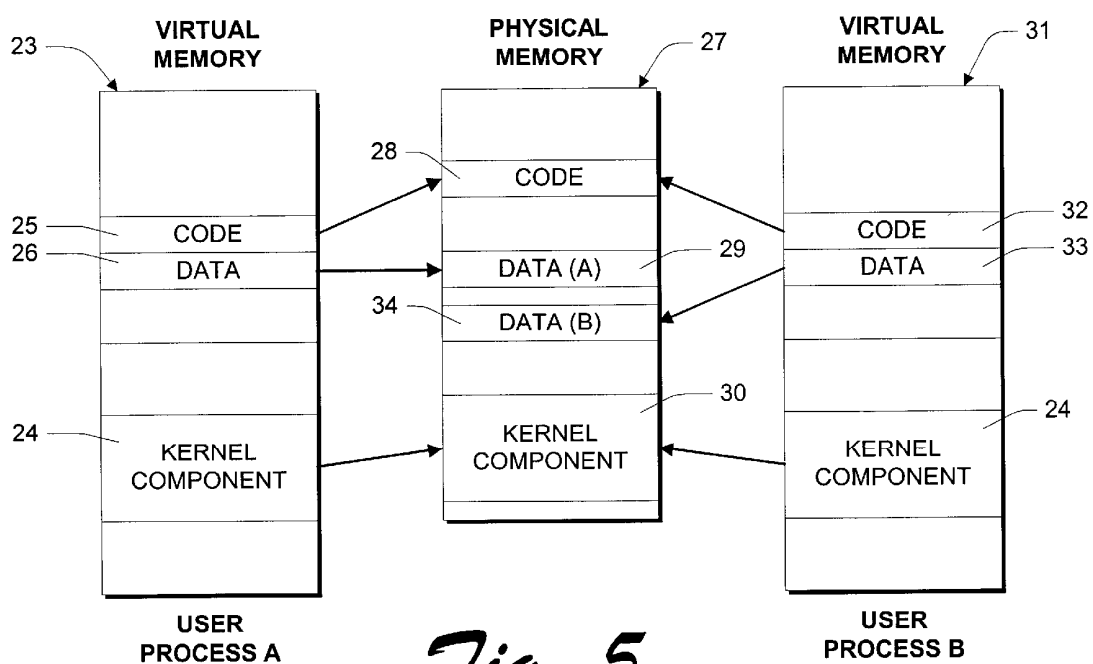 VIRTUAL
MEMORY
PHYSICAL
MEMORY
VIRTUAL
MEMORY
23
27
31
28
CODE
25
CODE
CODE
32
26
DATA
DATA (A)
29
DATA
33
34
DATA (B)
30
24
KERNEL
COMPONENT
KERNEL
COMPONENT
KERNEL
COMPONENT
24
USER
PROCESS A
USER
PROCESS B
Fig. 5